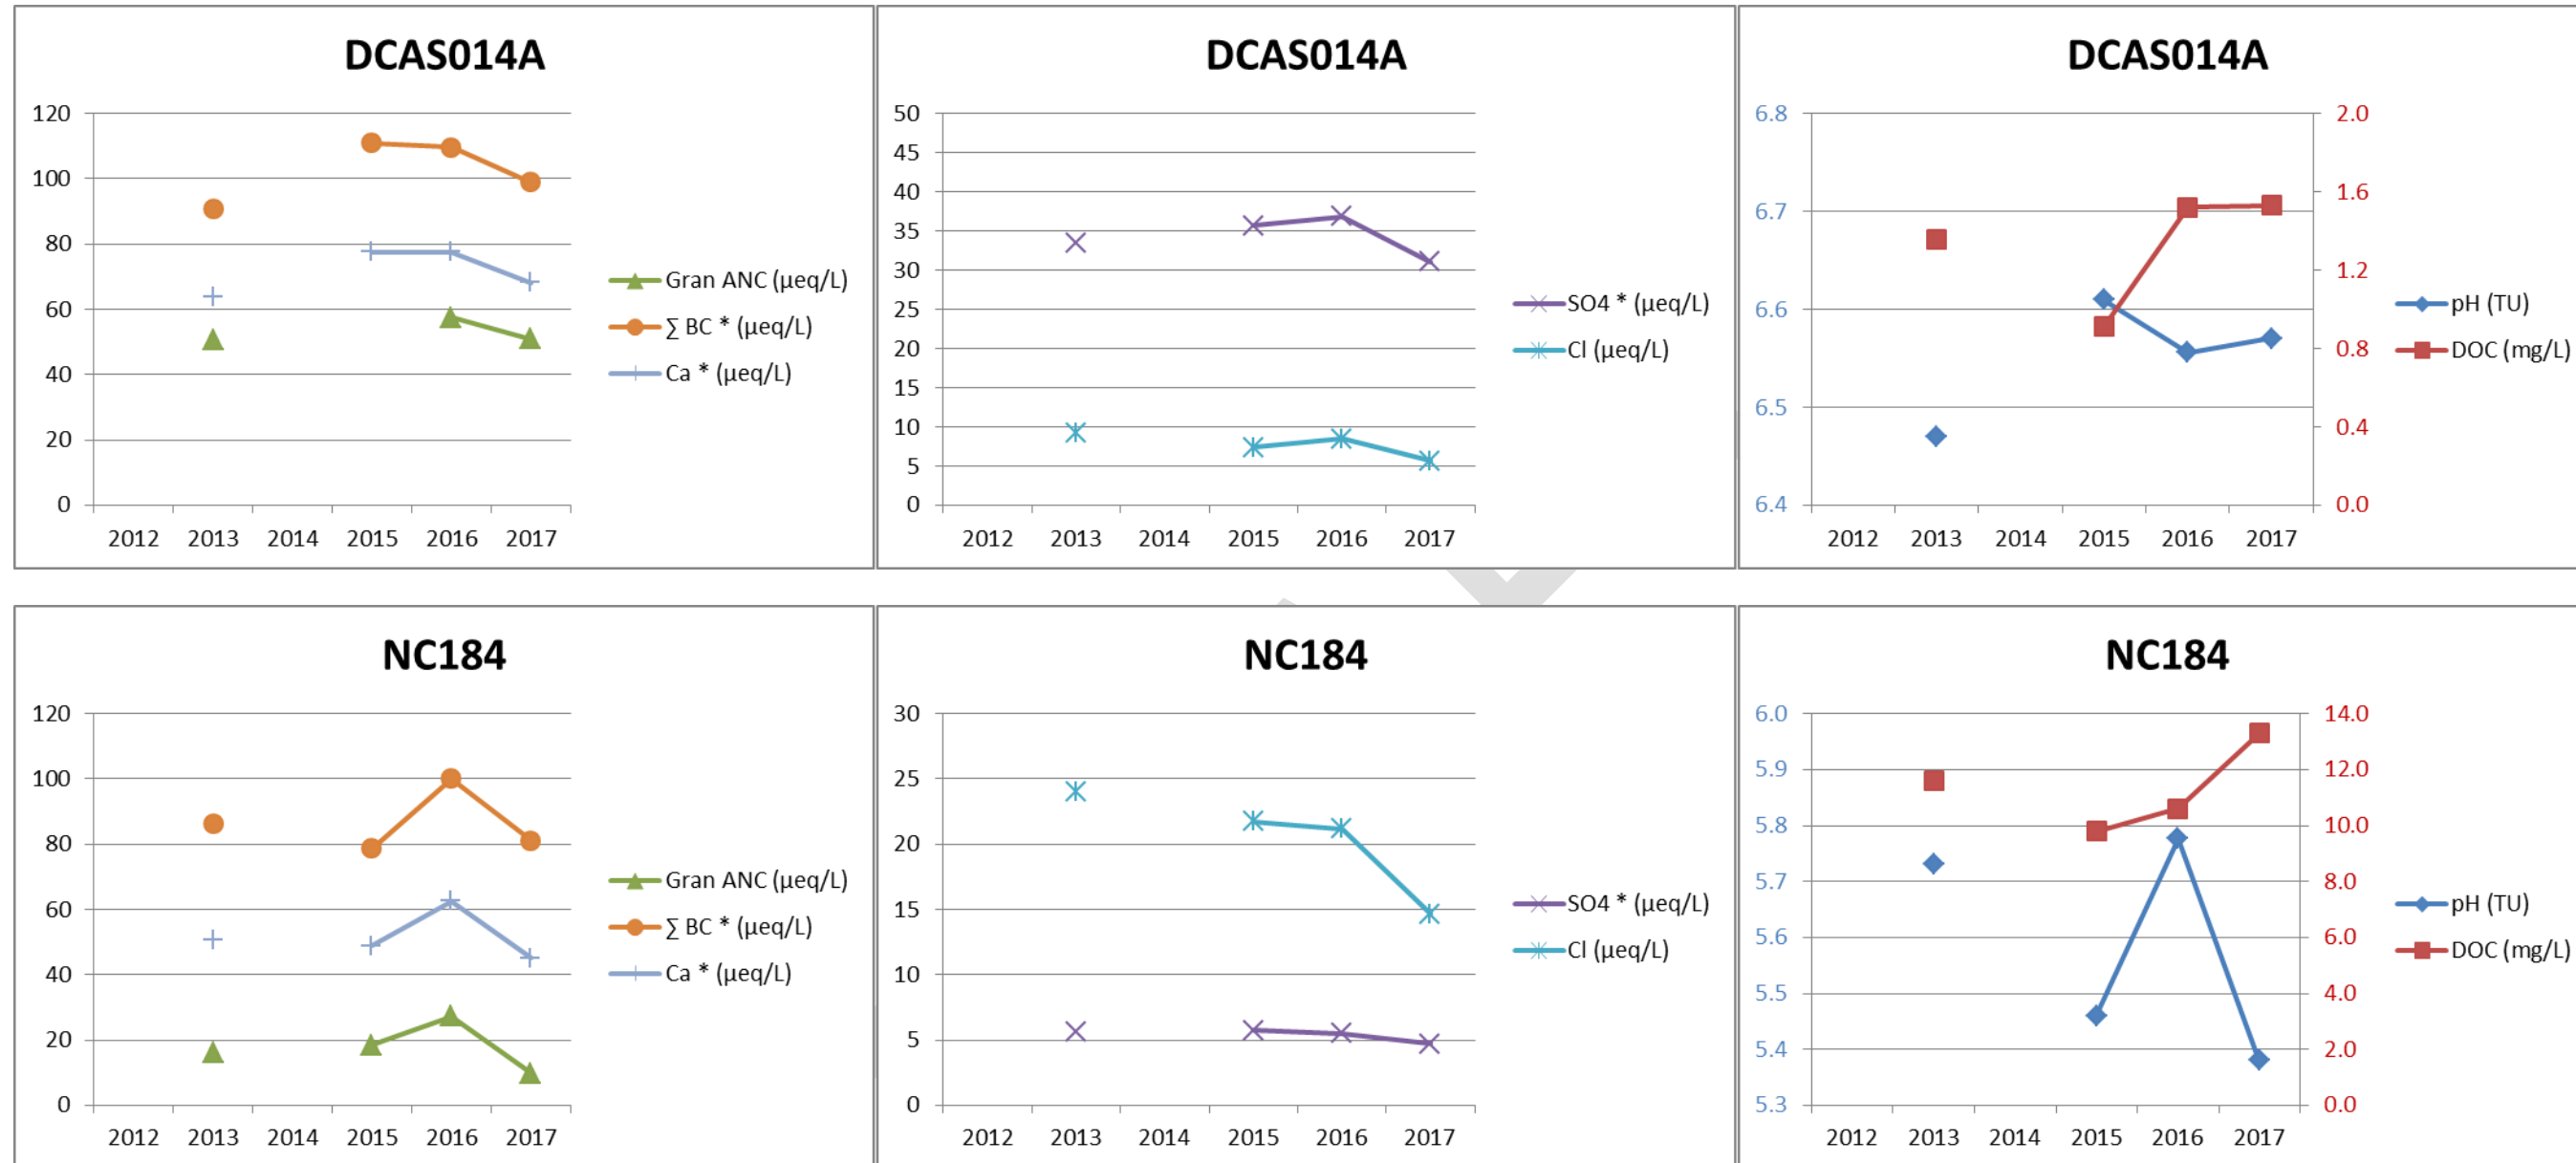 DCAS014A
120
100
80
60
40
20
0
2012 2013 2014 2015 2016 2017
Gran ANC (µeq/L)
∑ BC * (µeq/L)
Ca * (µeq/L)
DCAS014A
50
45
40
35
30
25
20
15
10
5
0
2012 2013 2014 2015 2016 2017
SO4 * (µeq/L)
Cl (µeq/L)
DCAS014A
6.8 2.0
6.7 1.6
6.6 1.2
6.5 0.8
6.4 0.4
0.0
2012 2013 2014 2015 2016 2017
pH (TU)
DOC (mg/L)
NC184
120
100
80
60
40
20
0
2012 2013 2014 2015 2016 2017
Gran ANC (µeq/L)
∑ BC * (µeq/L)
Ca * (µeq/L)
NC184
30
25
20
15
10
5
0
2012 2013 2014 2015 2016 2017
SO4 * (µeq/L)
Cl (µeq/L)
NC184
6.0 14.0
5.9 12.0
5.8 10.0
5.7 8.0
5.6 6.0
5.5 4.0
5.4 2.0
5.3 0.0
2012 2013 2014 2015 2016 2017
pH (TU)
DOC (mg/L)